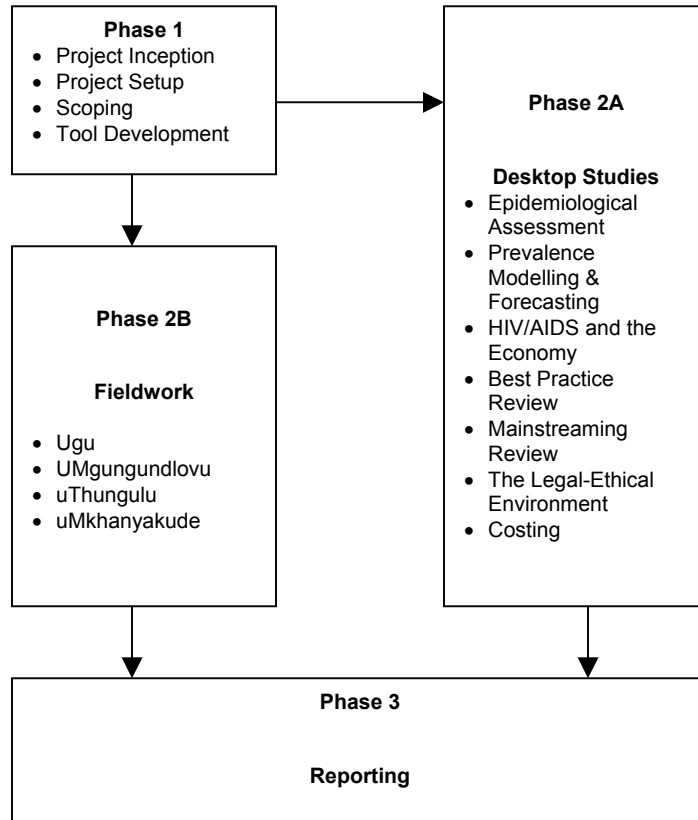 Phase 1
• Project Inception
• Project Setup
• Scoping
• Tool Development
Phase 2A
Desktop Studies
• Epidemiological
Assessment
• Prevalence
Modelling &
Forecasting
• HIV/AIDS and the
Economy
• Best Practice
Review
• Mainstreaming
Review
• The Legal-Ethical
Environment
• Costing
Phase 2B
Fieldwork
• Ugu
• UMgungundlovu
• uThungulu
• uMkhanyakude
Phase 3
Reporting